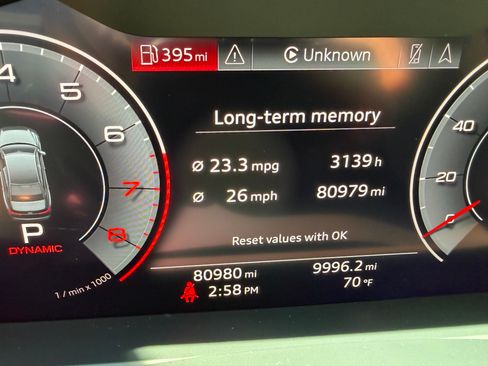 395 mi
Unknown
Long-term memory
ø 23.3 mpg 3139 h
ø 26 mph 80979 mi
Reset values with OK
80980 mi 9996.2 mi
2:58 PM 70 °F
4
5
6
7
8
1 / min x 1000
P
DYNAMIC
40
20
0